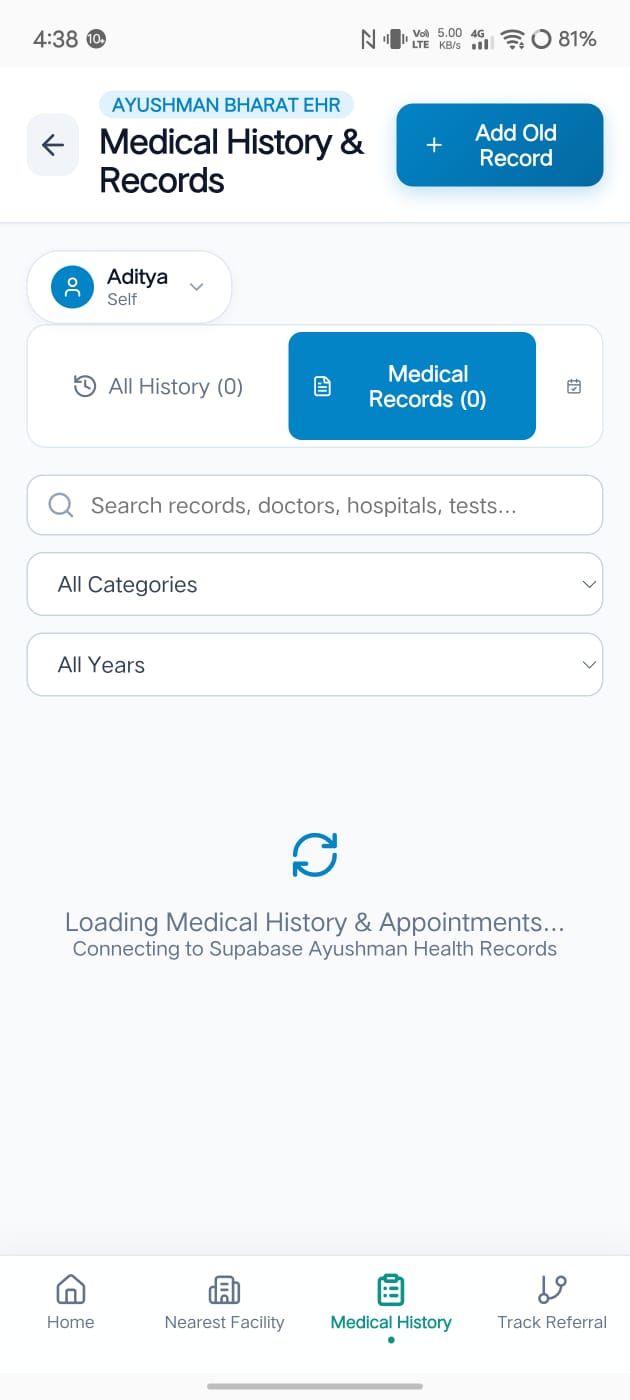 4:38 10+ Vol) LTE 5.00 KB/s 4G 81%
AYUSHMAN BHARAT EHR
Medical History &
Records
+ Add Old
Record
Aditya
Self
All History (0)
Medical
Records (0)
Search records, doctors, hospitals, tests...
All Categories
All Years
Loading Medical History & Appointments...
Connecting to Supabase Ayushman Health Records
Home Nearest Facility Medical History Track Referral